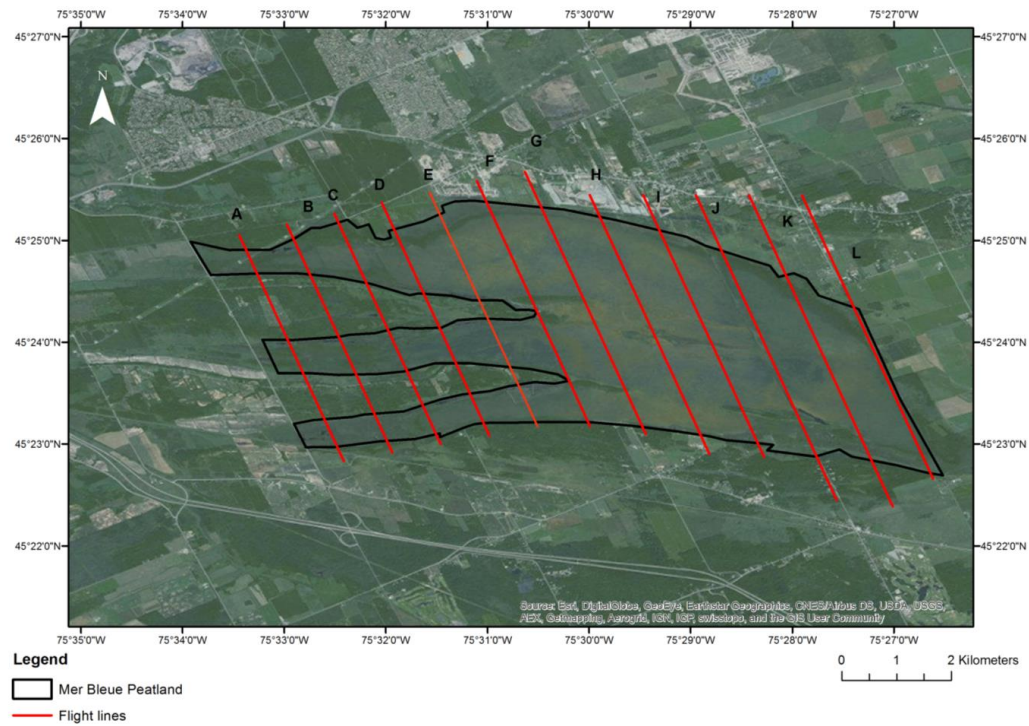 75°35'0"W 75°34'0"W 75°33'0"W 75°32'0"W 75°31'0"W 75°30'0"W 75°29'0"W 75°28'0"W 75°27'0"W
45°27'0"N 45°27'0"N
N
45°26'0"N 45°26'0"N
G
F
E H
D
C I
B J
A K
45°25'0"N 45°25'0"N
L
45°24'0"N 45°24'0"N
45°23'0"N 45°23'0"N
45°22'0"N 45°22'0"N
Source: Esri, DigitalGlobe, GeoEye, Earthstar Geographics, CNES/Airbus DS, USDA, USGS,
AEX, Getmapping, Aerogrid, IGN, IGP, swisstopo, and the GIS User Community
75°35'0"W 75°34'0"W 75°33'0"W 75°32'0"W 75°31'0"W 75°30'0"W 75°29'0"W 75°28'0"W 75°27'0"W
Legend
Mer Bleue Peatland
Flight lines
0 1 2 Kilometers